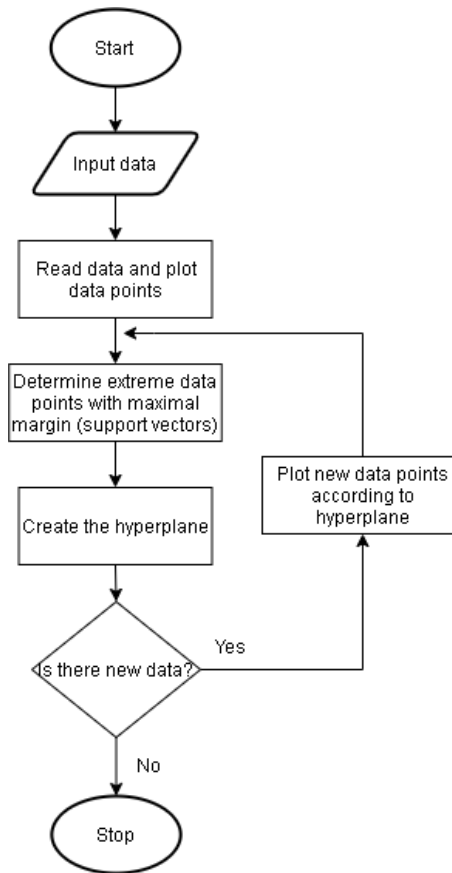 Start
Input data
Read data and plot
data points
Determine extreme data
points with maximal
margin (support vectors)
Create the hyperplane
Plot new data points
according to
hyperplane
Is there new data?
Yes
No
Stop